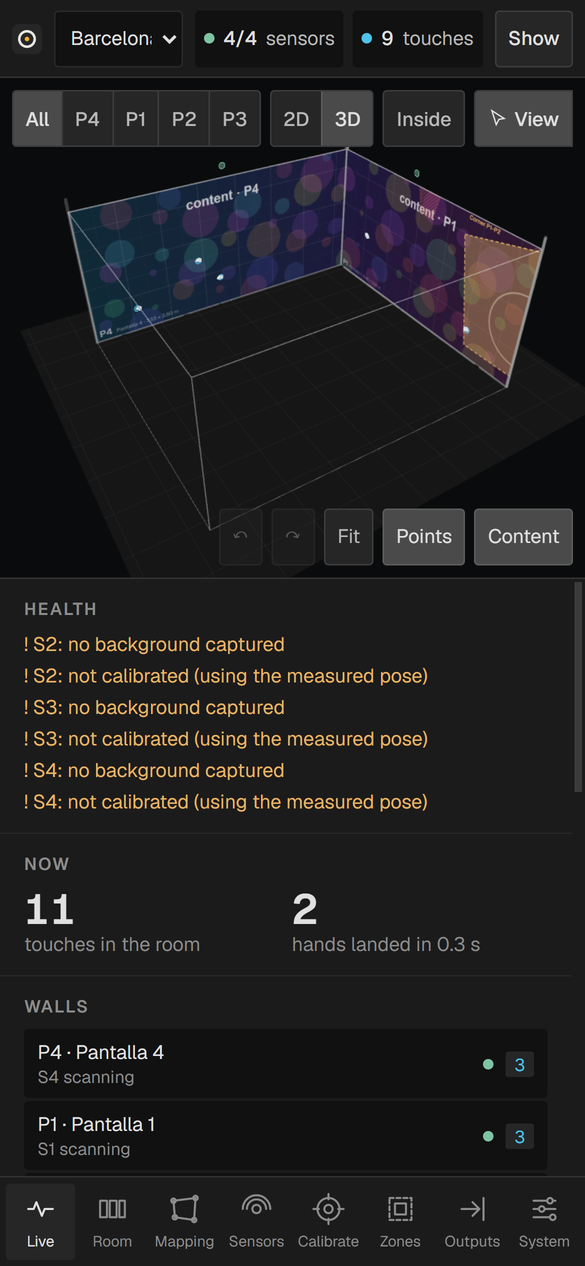 Barcelona
4/4 sensors
9 touches
Show
All P4 P1 P2 P3
2D 3D
Inside
View
content · P4
content · P1
Corner P1-P2
P4
Fit
Points
Content
HEALTH
! S2: no background captured
! S2: not calibrated (using the measured pose)
! S3: no background captured
! S3: not calibrated (using the measured pose)
! S4: no background captured
! S4: not calibrated (using the measured pose)
NOW
11
touches in the room
2
hands landed in 0.3 s
WALLS
P4 · Pantalla 4
S4 scanning
3
P1 · Pantalla 1
S1 scanning
3
Live
Room
Mapping
Sensors
Calibrate
Zones
Outputs
System